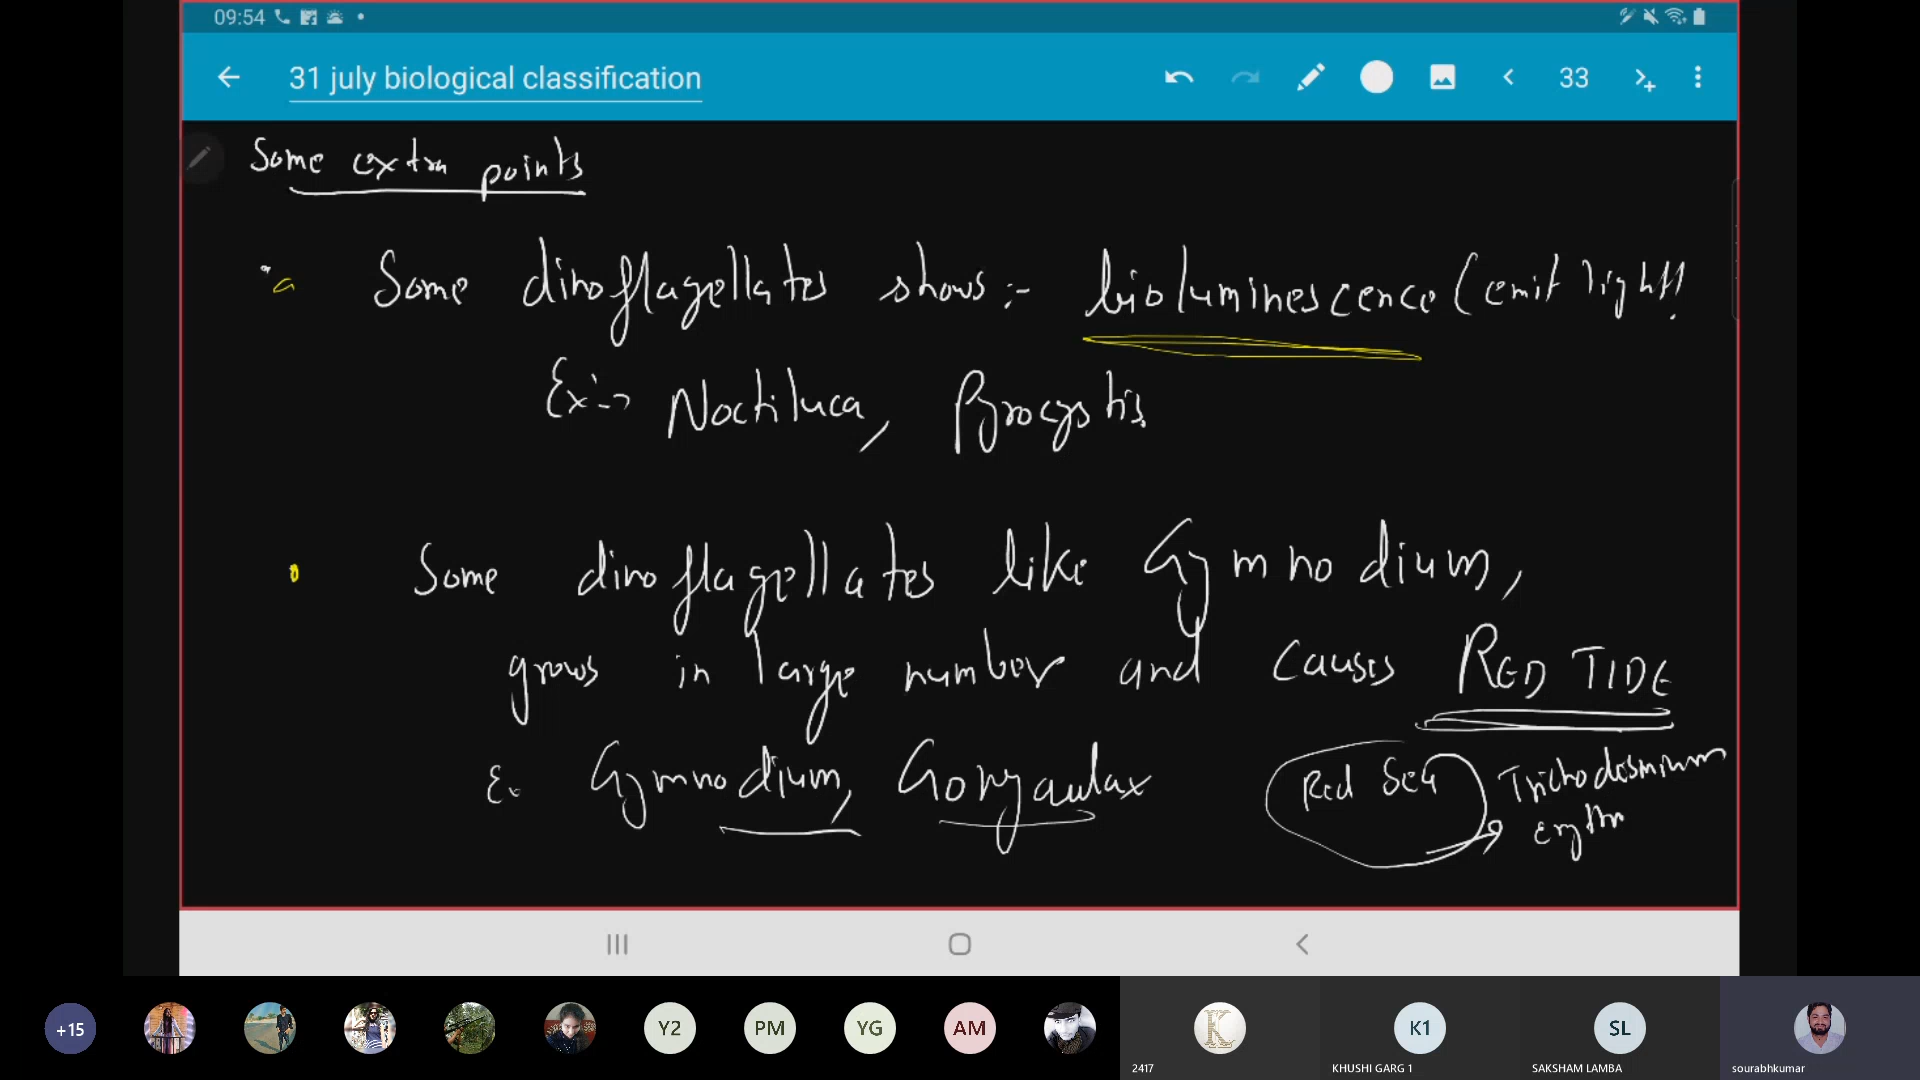 09:54
31 july biological classification
33
Some extra points
Some dinoflagellates shows :- bioluminescence (emit light)
Ex :-> Noctiluca, Pyrocystis.
Some dinoflagellates like Gymnodium,
grows in large number and causes RED TIDE
Ex. Gymnodium, Gonyaulax
Red Sea
Trichodesmium
eryth
+15
Y2
PM
YG
AM
K
K1
SL
2417
KHUSHI GARG 1
SAKSHAM LAMBA
sourabhkumar